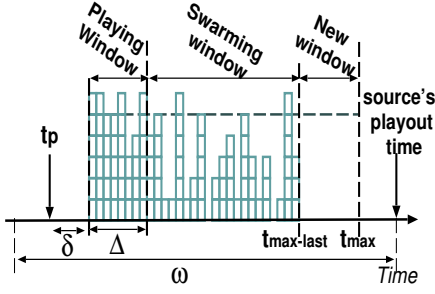 Playing
Window
Swarming
window
New
window
source's
playout
time
tp
δ
Δ
tmax-last
tmax
ω
Time